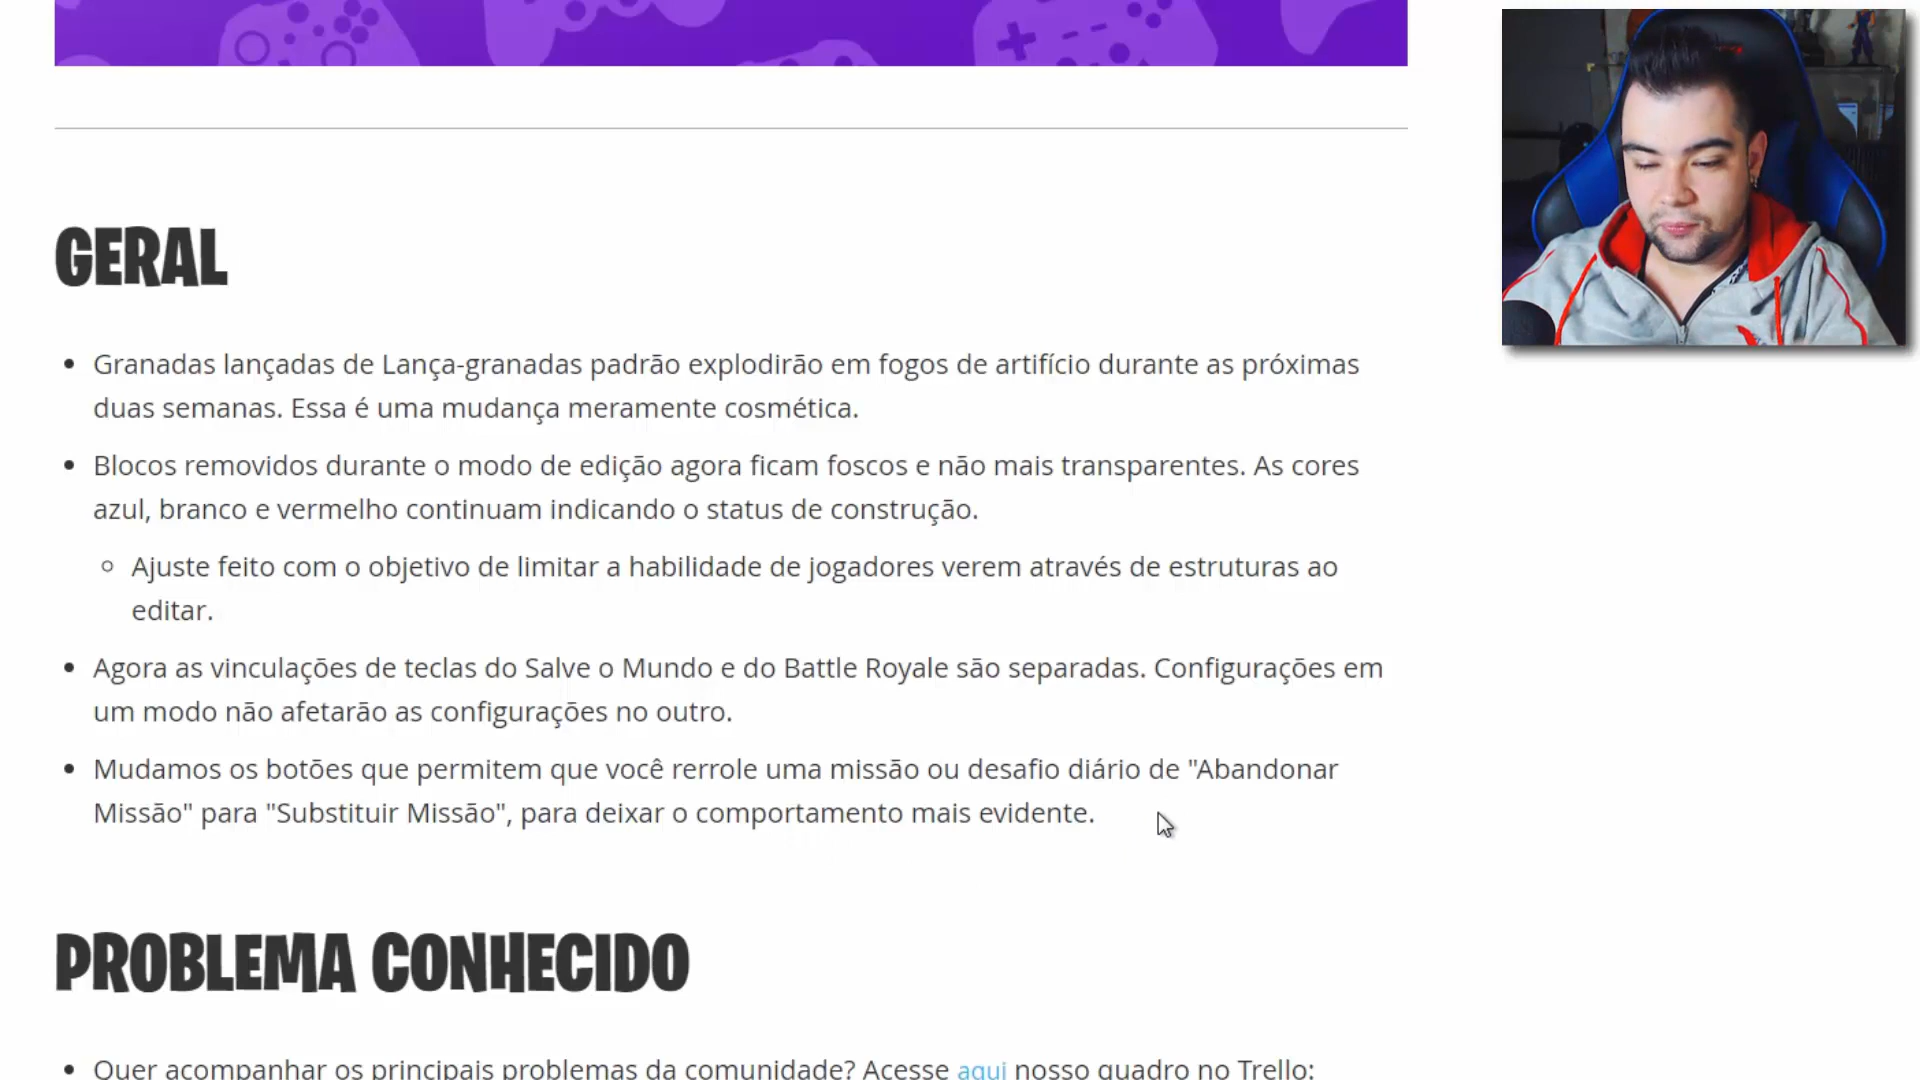 GERAL
Granadas lançadas de Lança-granadas padrão explodirão em fogos de artifício durante as próximas
duas semanas. Essa é uma mudança meramente cosmética.
Blocos removidos durante o modo de edição agora ficam foscos e não mais transparentes. As cores
azul, branco e vermelho continuam indicando o status de construção.
Ajuste feito com o objetivo de limitar a habilidade de jogadores verem através de estruturas ao
editar.
Agora as vinculações de teclas do Salve o Mundo e do Battle Royale são separadas. Configurações em
um modo não afetarão as configurações no outro.
Mudamos os botões que permitem que você rerrole uma missão ou desafio diário de "Abandonar
Missão" para "Substituir Missão", para deixar o comportamento mais evidente.
PROBLEMA CONHECIDO
Quer acompanhar os principais problemas da comunidade? Acesse aqui nosso quadro no Trello: